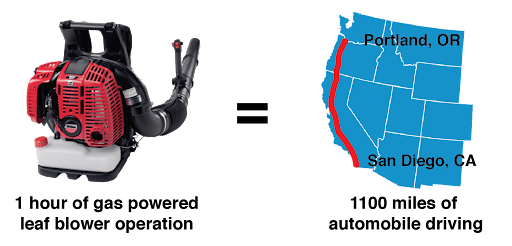 Portland, OR
=
San Diego, CA
1 hour of gas powered
leaf blower operation
1100 miles of
automobile driving